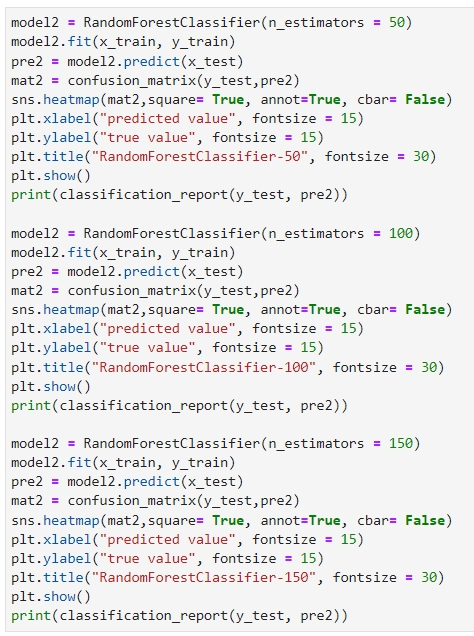 model2 = RandomForestClassifier(n_estimators = 50)
model2.fit(x_train, y_train)
pre2 = model2.predict(x_test)
mat2 = confusion_matrix(y_test,pre2)
sns.heatmap(mat2,square= True, annot=True, cbar= False)
plt.xlabel("predicted value", fontsize = 15)
plt.ylabel("true value", fontsize = 15)
plt.title("RandomForestClassifier-50", fontsize = 30)
plt.show()
print(classification_report(y_test, pre2))

model2 = RandomForestClassifier(n_estimators = 100)
model2.fit(x_train, y_train)
pre2 = model2.predict(x_test)
mat2 = confusion_matrix(y_test,pre2)
sns.heatmap(mat2,square= True, annot=True, cbar= False)
plt.xlabel("predicted value", fontsize = 15)
plt.ylabel("true value", fontsize = 15)
plt.title("RandomForestClassifier-100", fontsize = 30)
plt.show()
print(classification_report(y_test, pre2))

model2 = RandomForestClassifier(n_estimators = 150)
model2.fit(x_train, y_train)
pre2 = model2.predict(x_test)
mat2 = confusion_matrix(y_test,pre2)
sns.heatmap(mat2,square= True, annot=True, cbar= False)
plt.xlabel("predicted value", fontsize = 15)
plt.ylabel("true value", fontsize = 15)
plt.title("RandomForestClassifier-150", fontsize = 30)
plt.show()
print(classification_report(y_test, pre2))